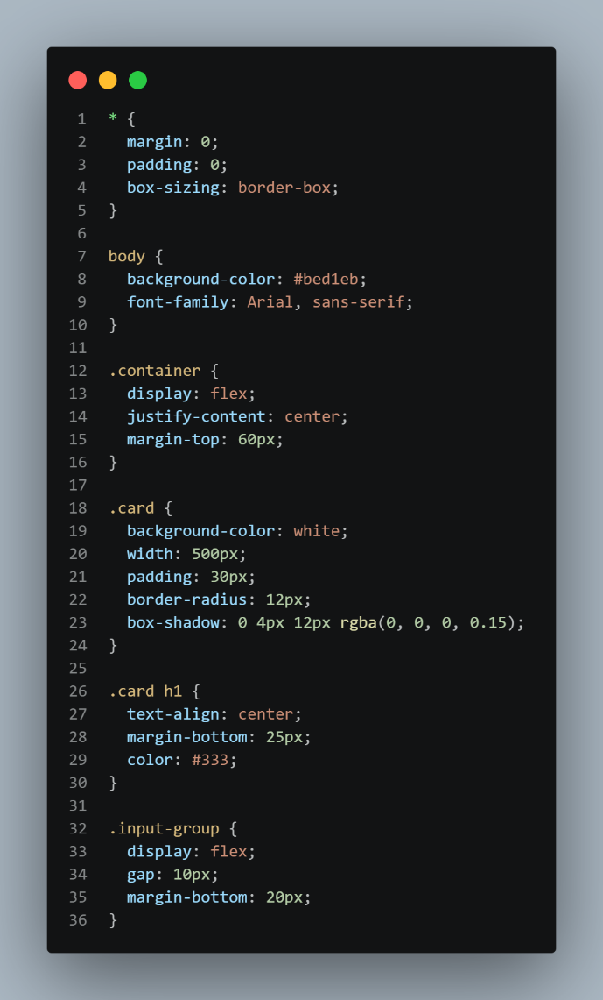 1 * {
2   margin: 0;
3   padding: 0;
4   box-sizing: border-box;
5 }
6
7 body {
8   background-color: #bed1eb;
9   font-family: Arial, sans-serif;
10 }
11
12 .container {
13   display: flex;
14   justify-content: center;
15   margin-top: 60px;
16 }
17
18 .card {
19   background-color: white;
20   width: 500px;
21   padding: 30px;
22   border-radius: 12px;
23   box-shadow: 0 4px 12px rgba(0, 0, 0, 0.15);
24 }
25
26 .card h1 {
27   text-align: center;
28   margin-bottom: 25px;
29   color: #333;
30 }
31
32 .input-group {
33   display: flex;
34   gap: 10px;
35   margin-bottom: 20px;
36 }